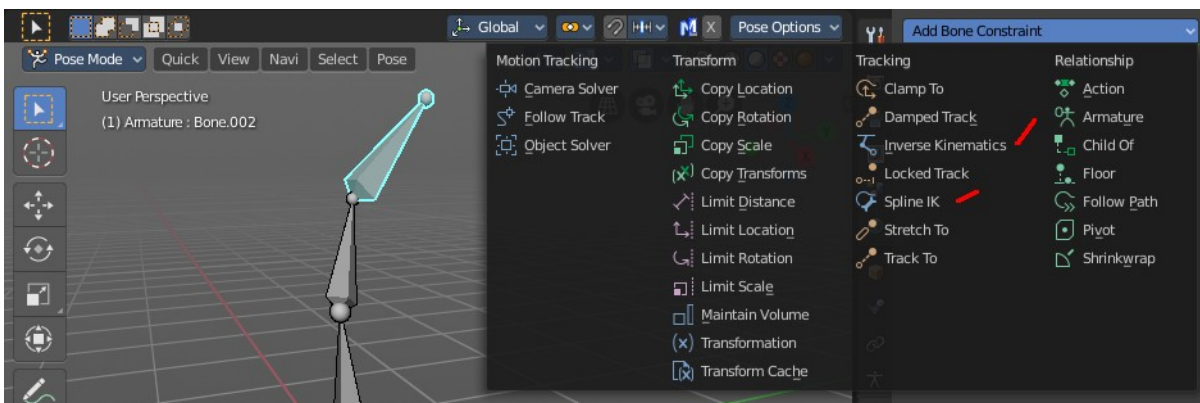 Global
X
Pose Options
Add Bone Constraint
Pose Mode
Quick
View
Navi
Select
Pose
User Perspective
(1) Armature : Bone.002
Motion Tracking
Camera Solver
Follow Track
Object Solver
Transform
Copy Location
Copy Rotation
Copy Scale
Copy Transforms
Limit Distance
Limit Location
Limit Rotation
Limit Scale
Maintain Volume
Transformation
Transform Cache
Tracking
Clamp To
Damped Track
Inverse Kinematics
Locked Track
Spline IK
Stretch To
Track To
Relationship
Action
Armature
Child Of
Floor
Follow Path
Pivot
Shrinkwrap